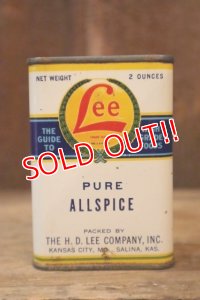 NET WEIGHT 2 OUNCES
Lee
THE
GUIDE
TO
SOLD OUT!!
PURE
ALLSPICE
PACKED BY
THE H. D. LEE COMPANY, INC.
KANSAS CITY, MO. SALINA, KAS.